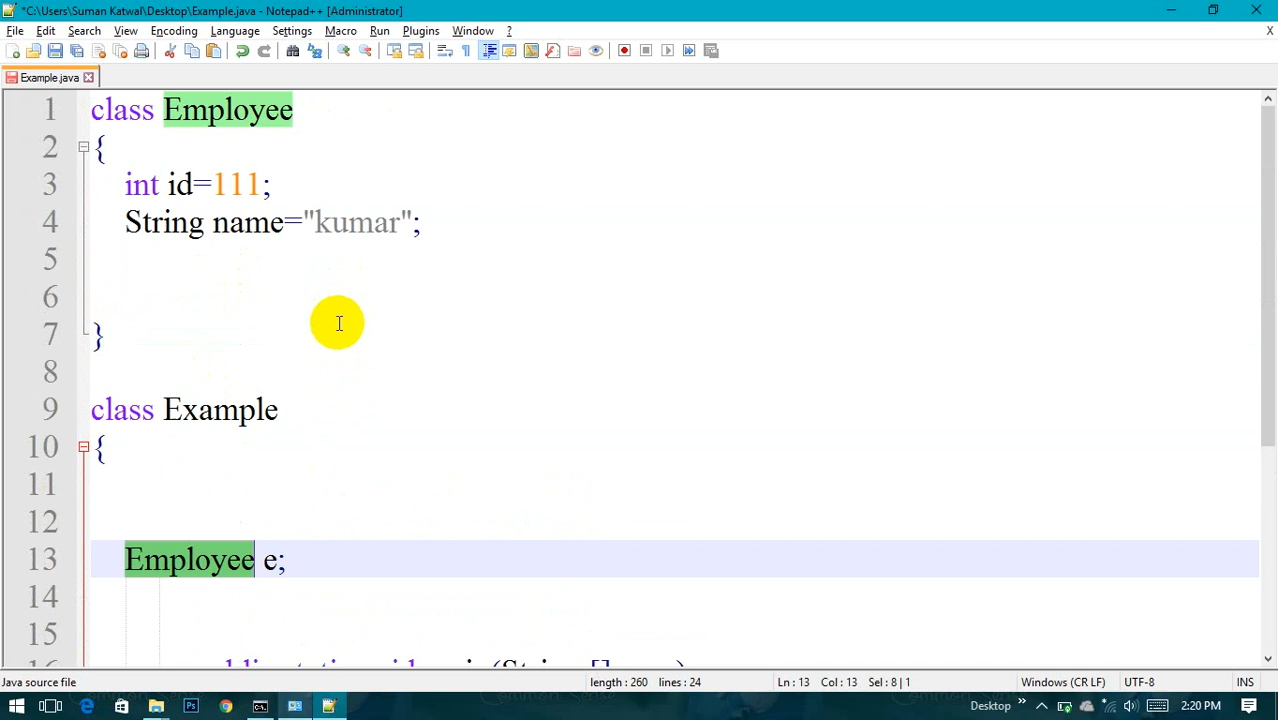 *C:\Users\Suman Katwal\Desktop\Example.java - Notepad++ [Administrator]
File Edit Search View Encoding Language Settings Macro Run Plugins Window ?
X
Example.java
1 class Employee
2 {
3 int id=111;
4 String name="kumar";
5
6
7 }
8
9 class Example
10 {
11
12
13 Employee e;
14
15
16
Java source file length : 260 lines : 24 Ln : 13 Col : 13 Sel : 8 | 1 Windows (CR LF) UTF-8 INS
Desktop 2:20 PM